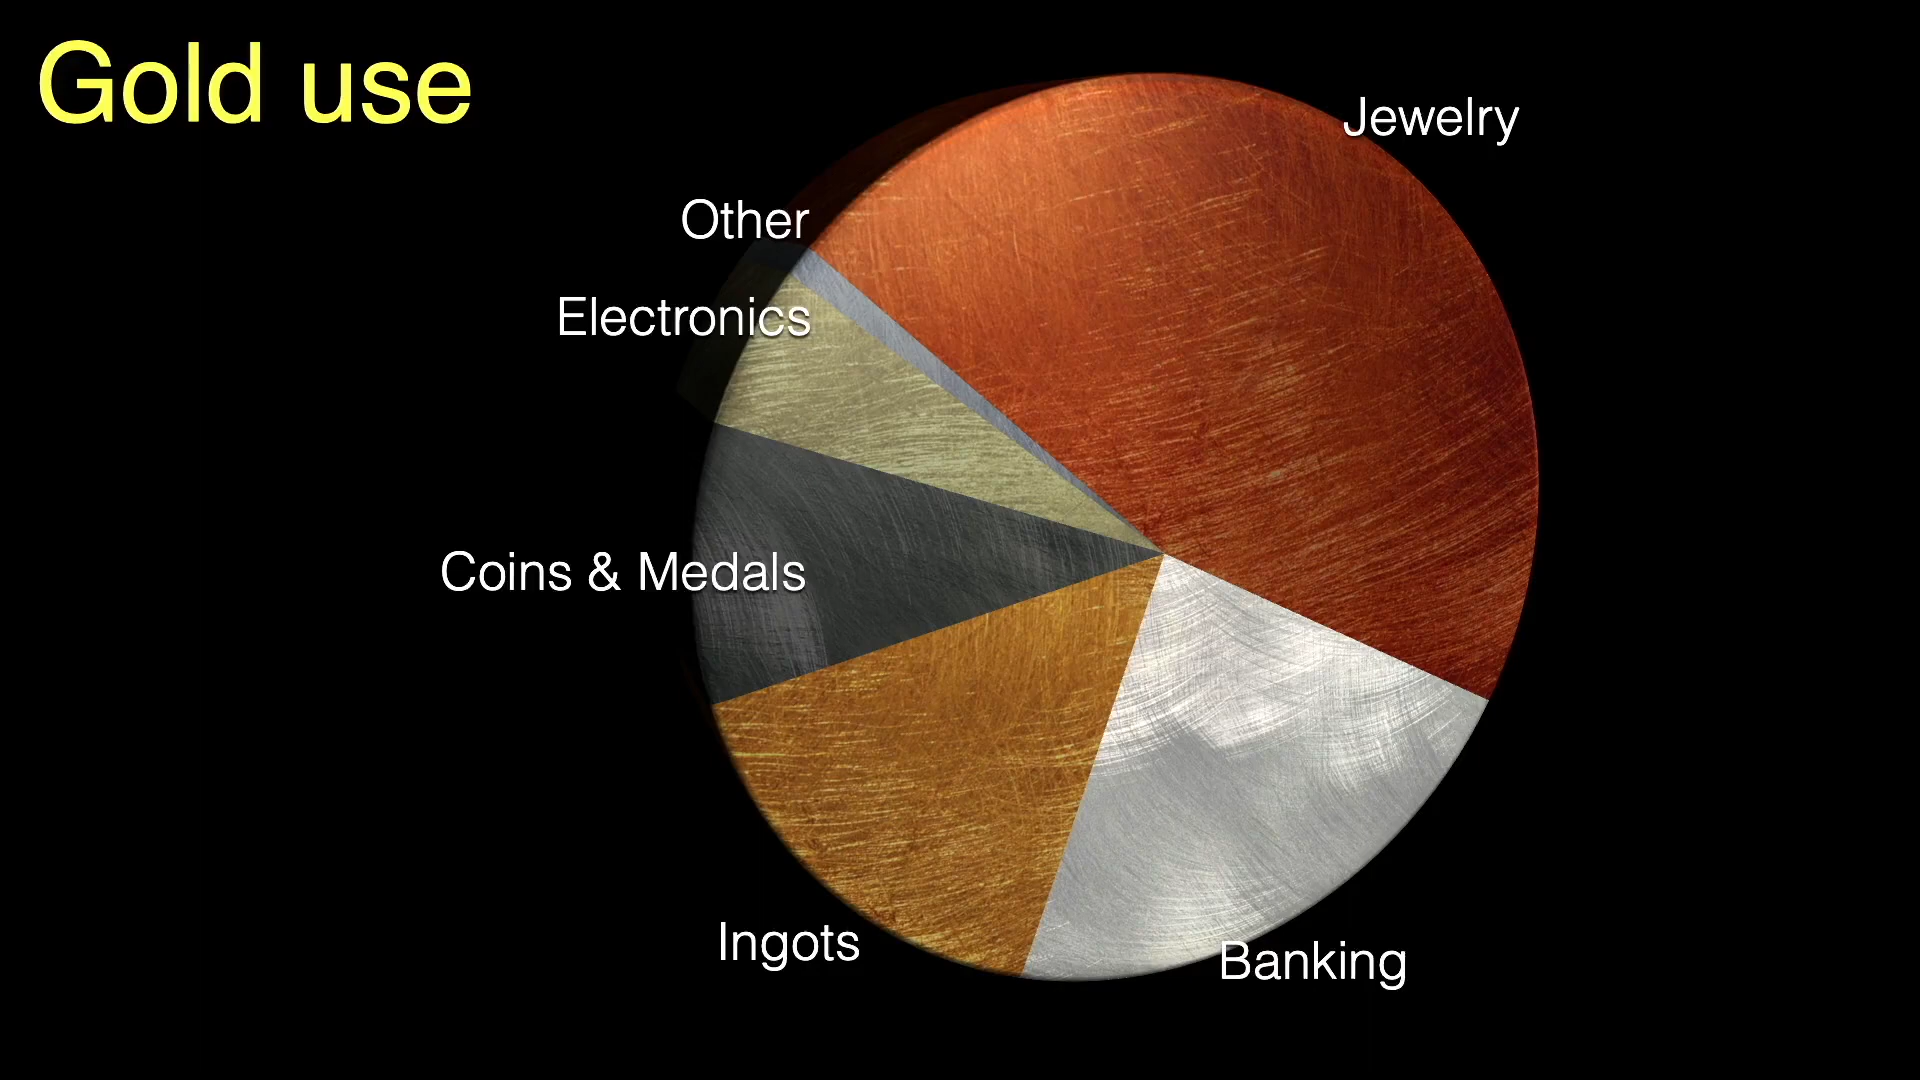 Gold use
Jewelry
Other
Electronics
Coins & Medals
Ingots
Banking